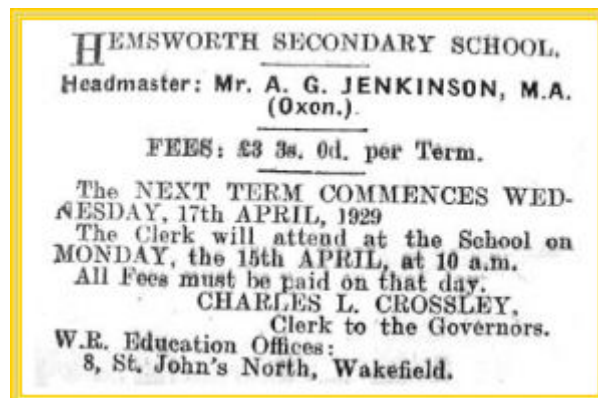 HEMSWORTH SECONDARY SCHOOL.
Headmaster: Mr. A. G. JENKINSON, M.A.
(Oxon.).
FEES: £3 3s. 0d. per Term.
The NEXT TERM COMMENCES WED-
NESDAY, 17th APRIL, 1929
The Clerk will attend at the School on
MONDAY, the 15th APRIL, at 10 a.m.
All Fees must be paid on that day.
CHARLES L. CROSSLEY,
Clerk to the Governors.
W.R. Education Offices:
8, St. John's North, Wakefield.